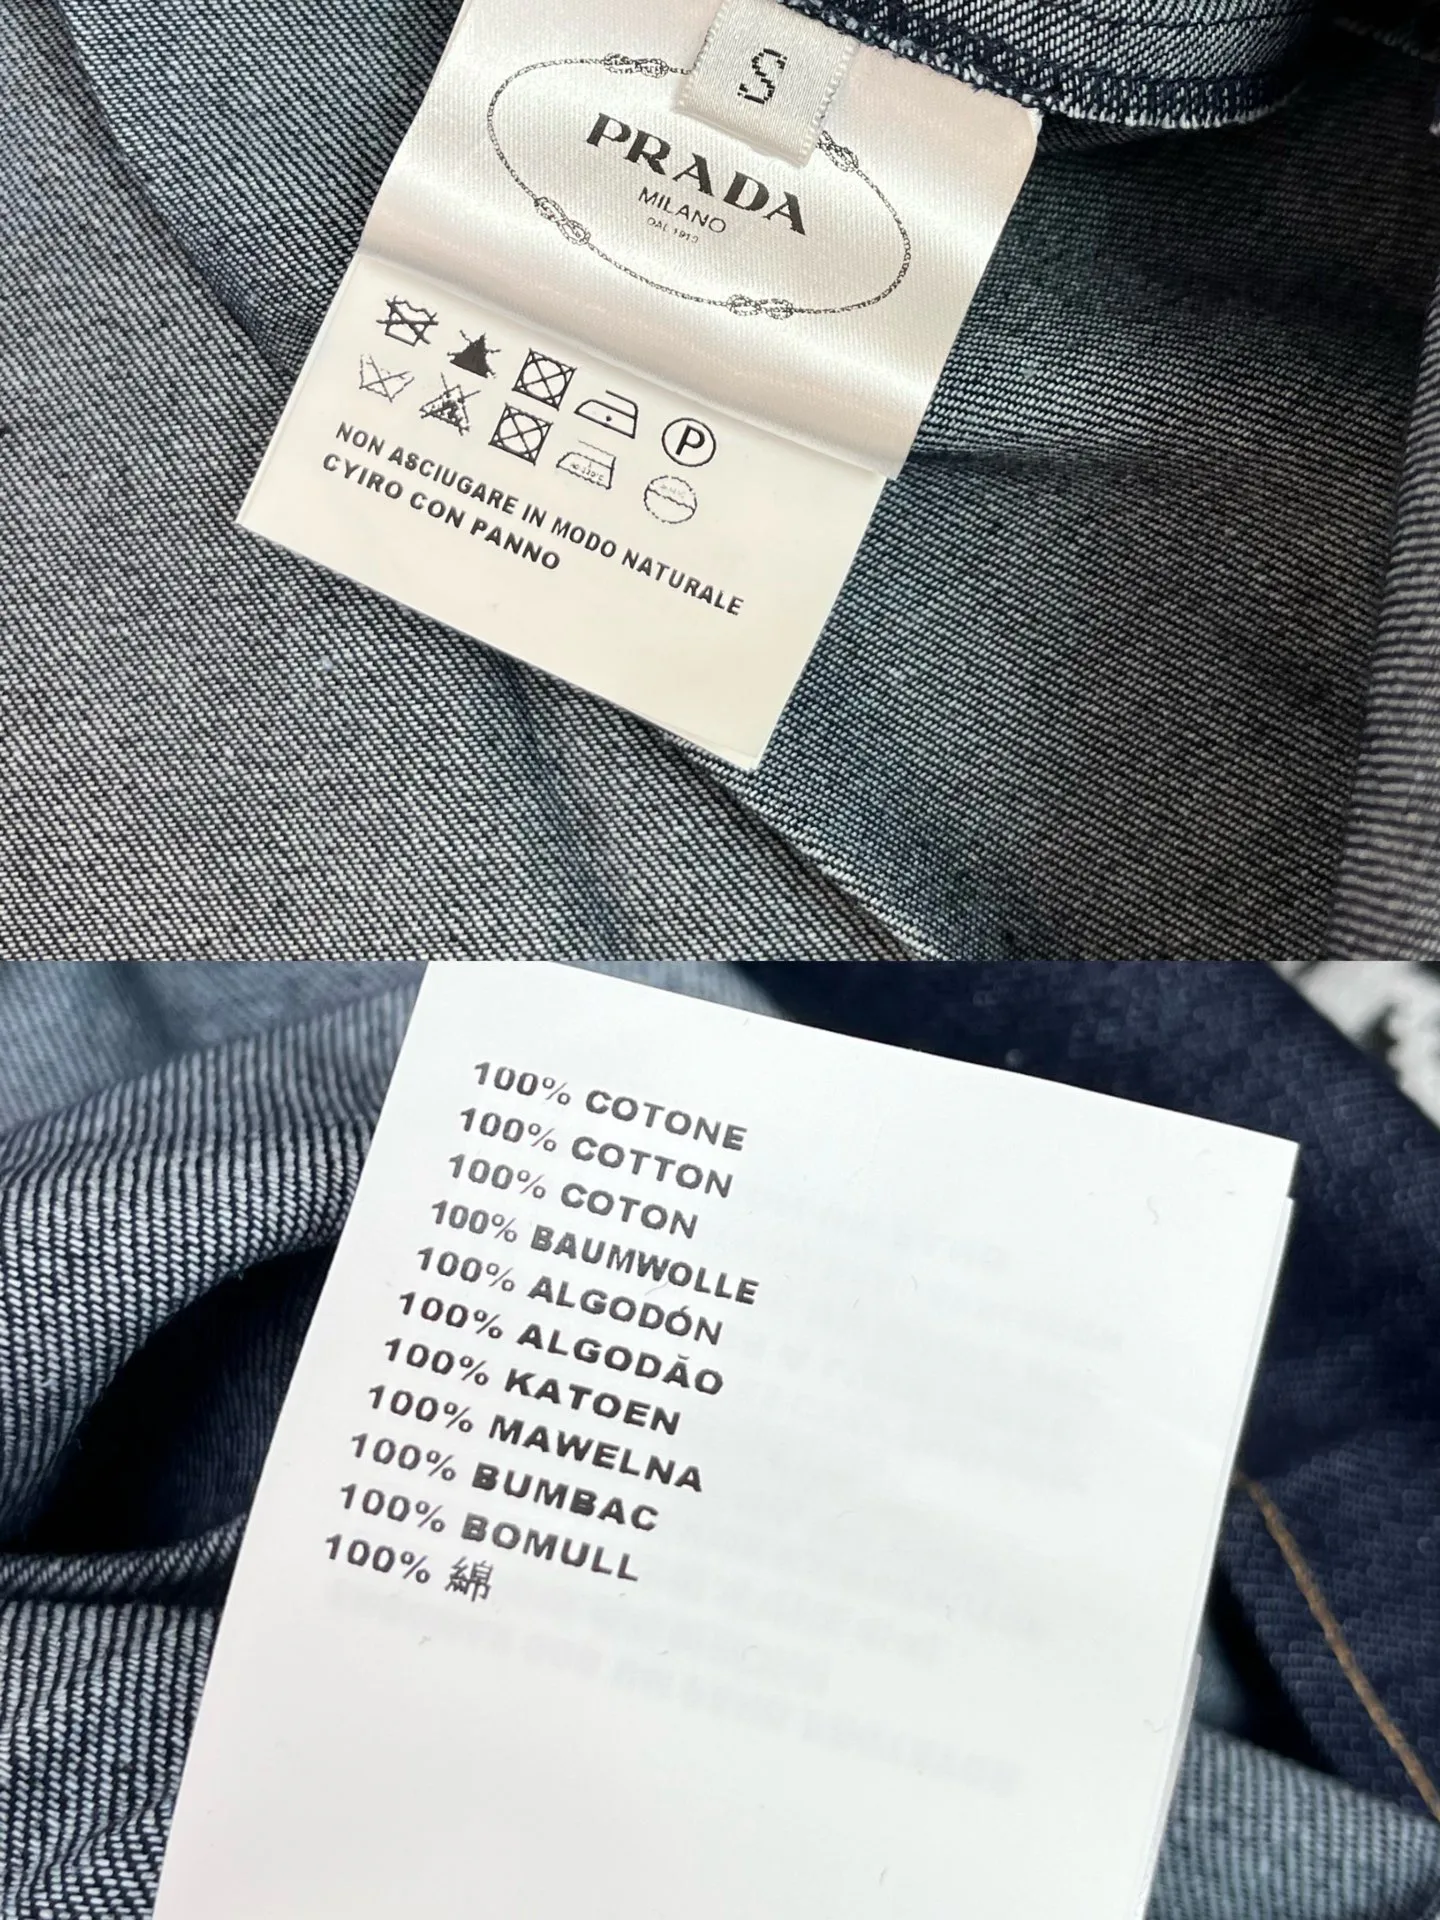 S
PRADA
MILANO
DAL 1913
P
NON ASCIUGARE IN MODO NATURALE
CYIRO CON PANNO
100% COTONE
100% COTTON
100% COTON
100% BAUMWOLLE
100% ALGODÓN
100% ALGODÃO
100% KATOEN
100% MAWELNA
100% BUMBAC
100% BOMULL
100% 綿